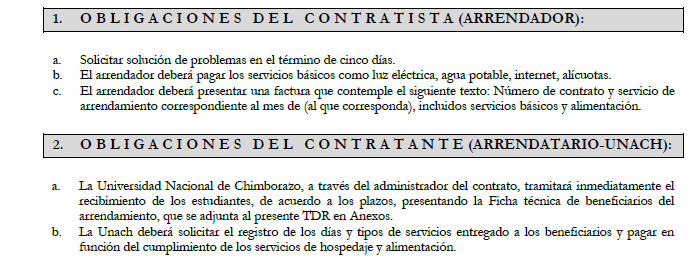 1. O B L I G A C I O N E S D E L C O N T R A T I S T A (ARRENDADOR):
a. Solicitar solución de problemas en el término de cinco días.
b. El arrendador deberá pagar los servicios básicos como luz eléctrica, agua potable, internet, alícuotas.
c. El arrendador deberá presentar una factura que contemple el siguiente texto: Número de contrato y servicio de
arrendamiento correspondiente al mes de (al que corresponda), incluidos servicios básicos y alimentación.
2. O B L I G A C I O N E S D E L C O N T R A T A N T E (ARRENDATARIO-UNACH):
a. La Universidad Nacional de Chimborazo, a través del administrador del contrato, tramitará inmediatamente el
recibimiento de los estudiantes, de acuerdo a los plazos, presentando la Ficha técnica de beneficiarios del
arrendamiento, que se adjunta al presente TDR en Anexos.
b. La Unach deberá solicitar el registro de los días y tipos de servicios entregado a los beneficiarios y pagar en
función del cumplimiento de los servicios de hospedaje y alimentación.